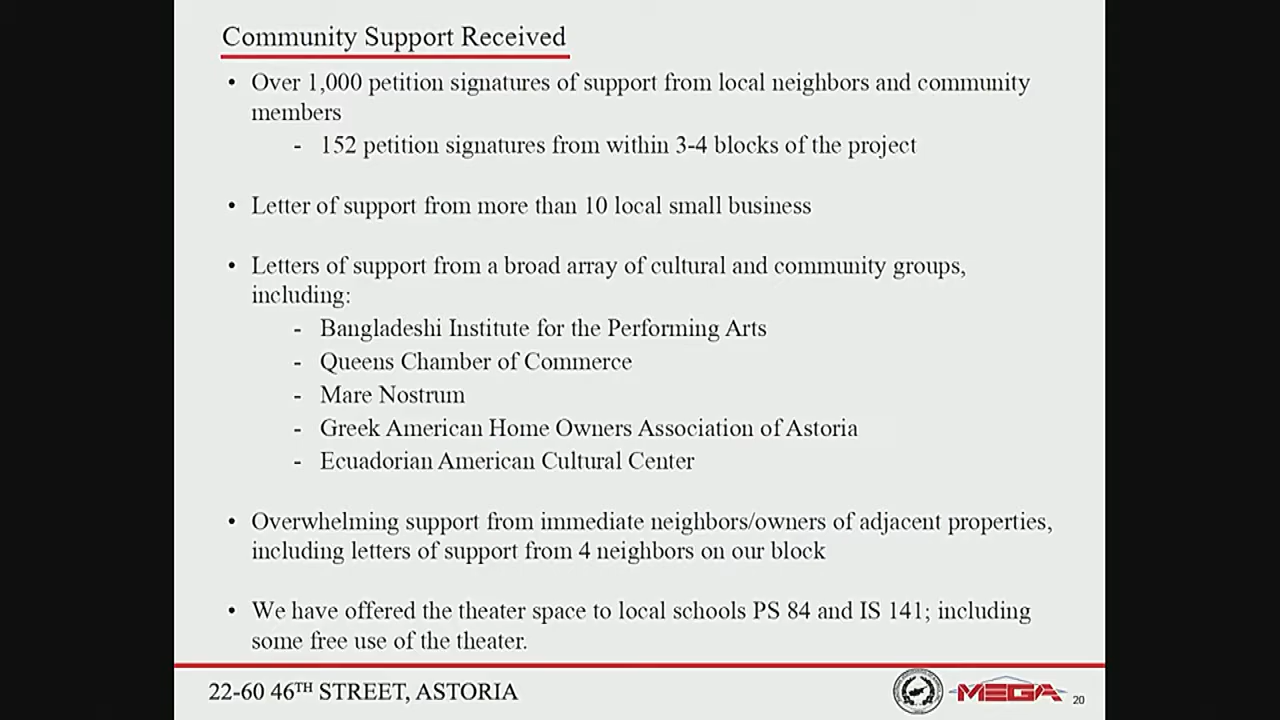 Community Support Received
• Over 1,000 petition signatures of support from local neighbors and community
members
- 152 petition signatures from within 3-4 blocks of the project
• Letter of support from more than 10 local small business
• Letters of support from a broad array of cultural and community groups,
including:
- Bangladeshi Institute for the Performing Arts
- Queens Chamber of Commerce
- Mare Nostrum
- Greek American Home Owners Association of Astoria
- Ecuadorian American Cultural Center
• Overwhelming support from immediate neighbors/owners of adjacent properties,
including letters of support from 4 neighbors on our block
• We have offered the theater space to local schools PS 84 and IS 141; including
some free use of the theater.
22-60 46TH STREET, ASTORIA
MEGA
20